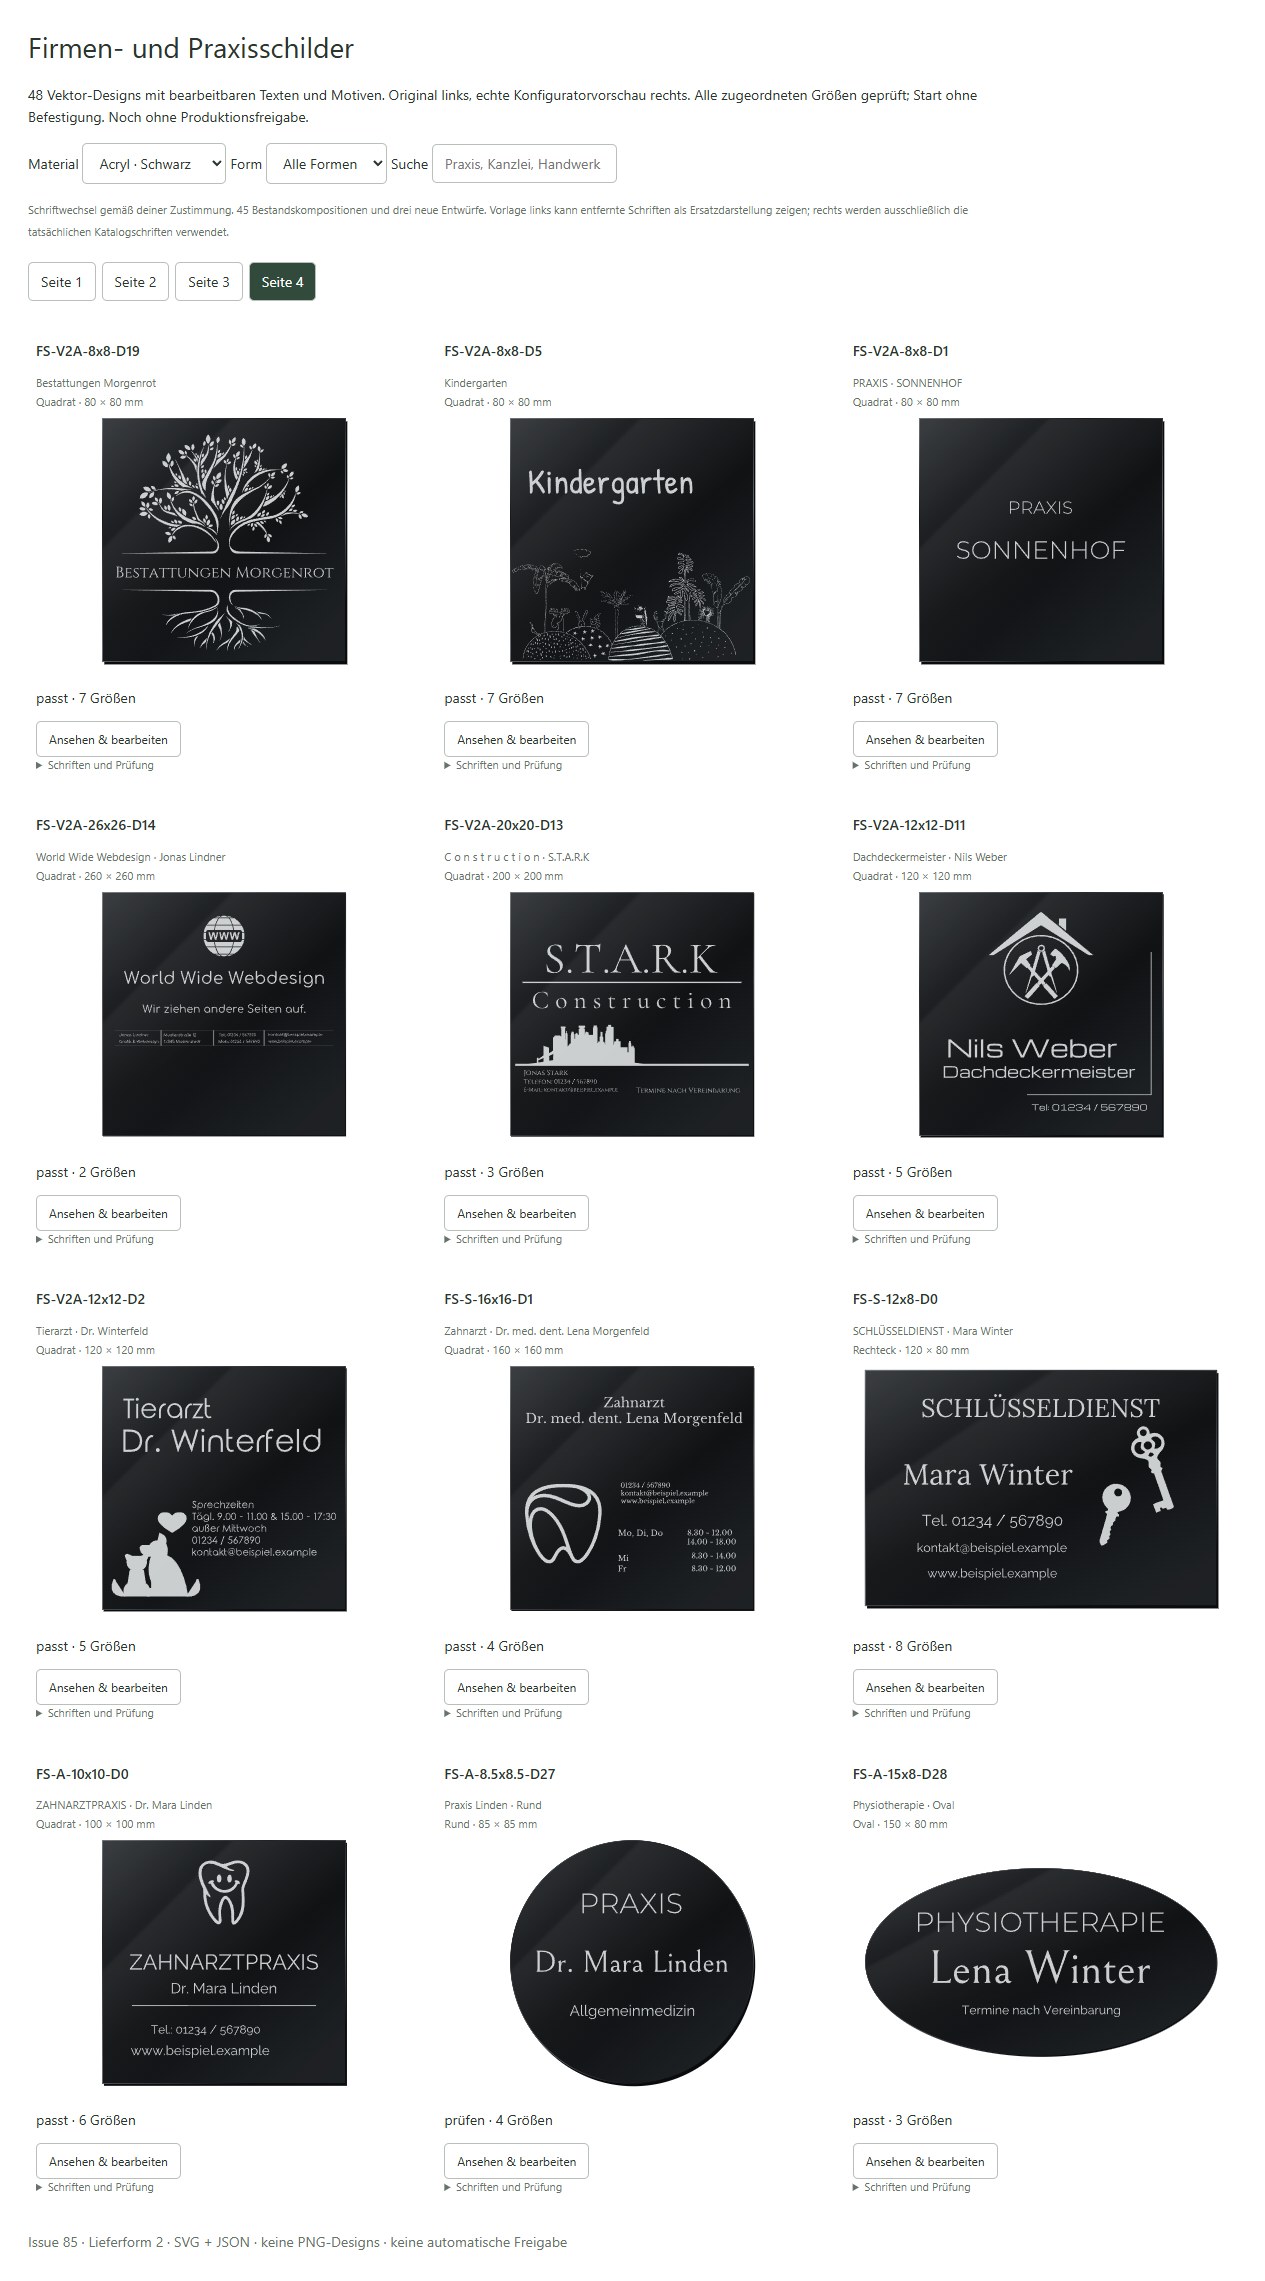 Firmen- und Praxisschilder
48 Vektor-Designs mit bearbeitbaren Texten und Motiven. Original links, echte Konfiguratorvorschau rechts. Alle zugeordneten Größen geprüft; Start ohne
Befestigung. Noch ohne Produktionsfreigabe.
Material Acryl · Schwarz Form Alle Formen Suche Praxis, Kanzlei, Handwerk
Schriftwechsel gemäß deiner Zustimmung. 45 Bestandskompositionen und drei neue Entwürfe. Vorlage links kann entfernte Schriften als Ersatzdarstellung zeigen; rechts werden ausschließlich die
tatsächlichen Katalogschriften verwendet.
Seite 1 Seite 2 Seite 3 Seite 4
FS-V2A-8x8-D19
Bestattungen Morgenrot
Quadrat · 80 × 80 mm
BESTATTUNGEN MORGENROT
passt · 7 Größen
Ansehen & bearbeiten
▶ Schriften und Prüfung
FS-V2A-8x8-D5
Kindergarten
Quadrat · 80 × 80 mm
Kindergarten
passt · 7 Größen
Ansehen & bearbeiten
▶ Schriften und Prüfung
FS-V2A-8x8-D1
PRAXIS · SONNENHOF
Quadrat · 80 × 80 mm
PRAXIS
SONNENHOF
passt · 7 Größen
Ansehen & bearbeiten
▶ Schriften und Prüfung
FS-V2A-26x26-D14
World Wide Webdesign · Jonas Lindner
Quadrat · 260 × 260 mm
WWW
World Wide Webdesign
Wir ziehen andere Seiten auf.
passt · 2 Größen
Ansehen & bearbeiten
▶ Schriften und Prüfung
FS-V2A-20x20-D13
C o n s t r u c t i o n · S.T.A.R.K
Quadrat · 200 × 200 mm
S.T.A.R.K
Construction
JONAS STARK
TELEFON: 01234 / 567890
E-MAIL: KONTAKT@BEISPIEL.EXAMPLE TERMINE NACH VEREINBARUNG
passt · 3 Größen
Ansehen & bearbeiten
▶ Schriften und Prüfung
FS-V2A-12x12-D11
Dachdeckermeister · Nils Weber
Quadrat · 120 × 120 mm
Nils Weber
Dachdeckermeister
Tel: 01234 / 567890
passt · 5 Größen
Ansehen & bearbeiten
▶ Schriften und Prüfung
FS-V2A-12x12-D2
Tierarzt · Dr. Winterfeld
Quadrat · 120 × 120 mm
Tierarzt
Dr. Winterfeld
Sprechzeiten
Tägl. 9.00 - 11.00 & 15.00 - 17:30
außer Mittwoch
01234 / 567890
kontakt@beispiel.example
passt · 5 Größen
Ansehen & bearbeiten
▶ Schriften und Prüfung
FS-S-16x16-D1
Zahnarzt · Dr. med. dent. Lena Morgenfeld
Quadrat · 160 × 160 mm
Zahnarzt
Dr. med. dent. Lena Morgenfeld
01234 / 567890
kontakt@beispiel.example
www.beispiel.example
Mo, Di, Do 8.30 - 12.00
14.00 - 18.00
Mi 8.30 - 14.00
Fr 8.30 - 12.00
passt · 4 Größen
Ansehen & bearbeiten
▶ Schriften und Prüfung
FS-S-12x8-D0
SCHLÜSSELDIENST · Mara Winter
Rechteck · 120 × 80 mm
SCHLÜSSELDIENST
Mara Winter
Tel. 01234 / 567890
kontakt@beispiel.example
www.beispiel.example
passt · 8 Größen
Ansehen & bearbeiten
▶ Schriften und Prüfung
FS-A-10x10-D0
ZAHNARZTPRAXIS · Dr. Mara Linden
Quadrat · 100 × 100 mm
ZAHNARZTPRAXIS
Dr. Mara Linden
Tel.: 01234 / 567890
www.beispiel.example
passt · 6 Größen
Ansehen & bearbeiten
▶ Schriften und Prüfung
FS-A-8.5x8.5-D27
Praxis Linden · Rund
Rund · 85 × 85 mm
PRAXIS
Dr. Mara Linden
Allgemeinmedizin
prüfen · 4 Größen
Ansehen & bearbeiten
▶ Schriften und Prüfung
FS-A-15x8-D28
Physiotherapie · Oval
Oval · 150 × 80 mm
PHYSIOTHERAPIE
Lena Winter
Termine nach Vereinbarung
passt · 3 Größen
Ansehen & bearbeiten
▶ Schriften und Prüfung
Issue 85 · Lieferform 2 · SVG + JSON · keine PNG-Designs · keine automatische Freigabe